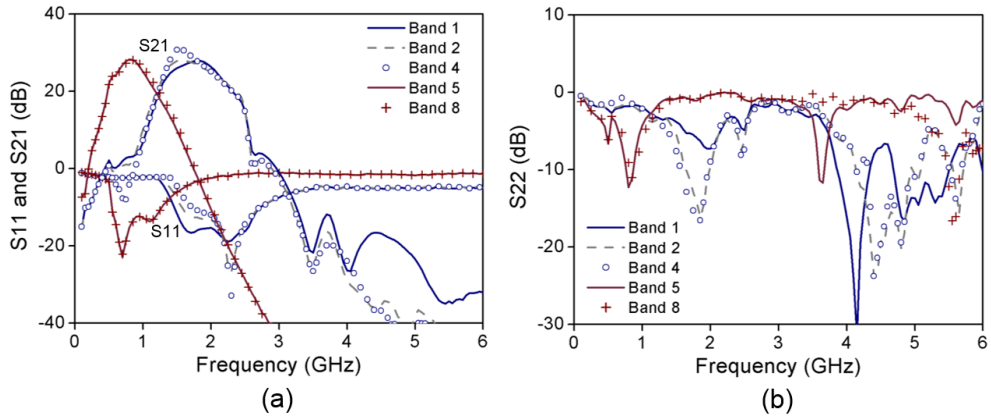 (a)
40
20
0
-20
-40
0
1
2
3
4
5
6
S11 and S21 (dB)
Frequency (GHz)
S21
S11
Band 1
Band 2
Band 4
Band 5
Band 8
(a)
(b)
10
0
-10
-20
-30
0
1
2
3
4
5
6
S22 (dB)
Frequency (GHz)
Band 1
Band 2
Band 4
Band 5
Band 8
(b)